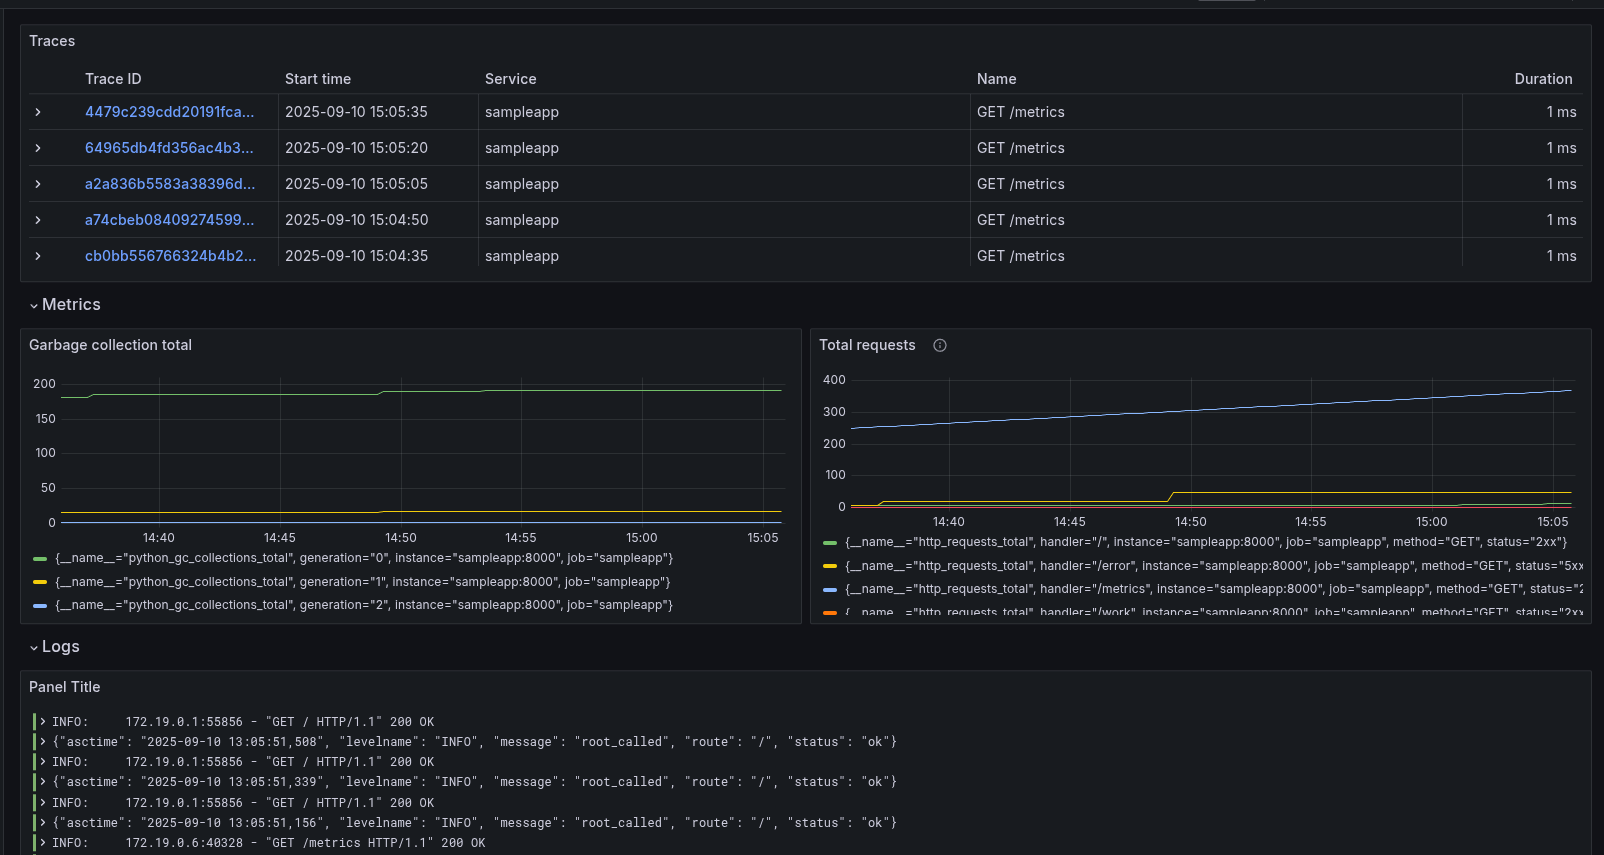 Traces
Trace ID Start time Service Name Duration
4479c239cdd20191fca... 2025-09-10 15:05:35 sampleapp GET /metrics 1 ms
64965db4fd356ac4b3... 2025-09-10 15:05:20 sampleapp GET /metrics 1 ms
a2a836b5583a38396d... 2025-09-10 15:05:05 sampleapp GET /metrics 1 ms
a74cbeb08409274599... 2025-09-10 15:04:50 sampleapp GET /metrics 1 ms
cb0bb556766324b4b2... 2025-09-10 15:04:35 sampleapp GET /metrics 1 ms
Metrics
Garbage collection total
200
150
100
50
0
14:40 14:45 14:50 14:55 15:00 15:05
{__name__="python_gc_collections_total", generation="0", instance="sampleapp:8000", job="sampleapp"}
{__name__="python_gc_collections_total", generation="1", instance="sampleapp:8000", job="sampleapp"}
{__name__="python_gc_collections_total", generation="2", instance="sampleapp:8000", job="sampleapp"}
Total requests
400
300
200
100
0
14:40 14:45 14:50 14:55 15:00 15:05
{__name__="http_requests_total", handler="/", instance="sampleapp:8000", job="sampleapp", method="GET", status="2xx"}
{__name__="http_requests_total", handler="/error", instance="sampleapp:8000", job="sampleapp", method="GET", status="5xx
{__name__="http_requests_total", handler="/metrics", instance="sampleapp:8000", job="sampleapp", method="GET", status="2
{__name__="http_requests_total", handler="/work", instance="sampleapp:8000", job="sampleapp", method="GET", status="2xx
Logs
Panel Title
INFO: 172.19.0.1:55856 - "GET / HTTP/1.1" 200 OK
{"asctime": "2025-09-10 13:05:51,508", "levelname": "INFO", "message": "root_called", "route": "/", "status": "ok"}
INFO: 172.19.0.1:55856 - "GET / HTTP/1.1" 200 OK
{"asctime": "2025-09-10 13:05:51,339", "levelname": "INFO", "message": "root_called", "route": "/", "status": "ok"}
INFO: 172.19.0.1:55856 - "GET / HTTP/1.1" 200 OK
{"asctime": "2025-09-10 13:05:51,156", "levelname": "INFO", "message": "root_called", "route": "/", "status": "ok"}
INFO: 172.19.0.6:40328 - "GET /metrics HTTP/1.1" 200 OK